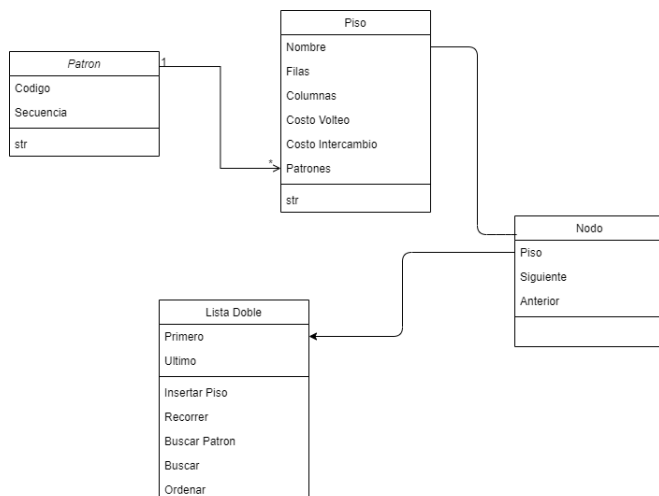 Patron
Codigo
Secuencia
str
1
*
Piso
Nombre
Filas
Columnas
Costo Volteo
Costo Intercambio
Patrones
str
Nodo
Piso
Siguiente
Anterior
Lista Doble
Primero
Ultimo
Insertar Piso
Recorrer
Buscar Patron
Buscar
Ordenar